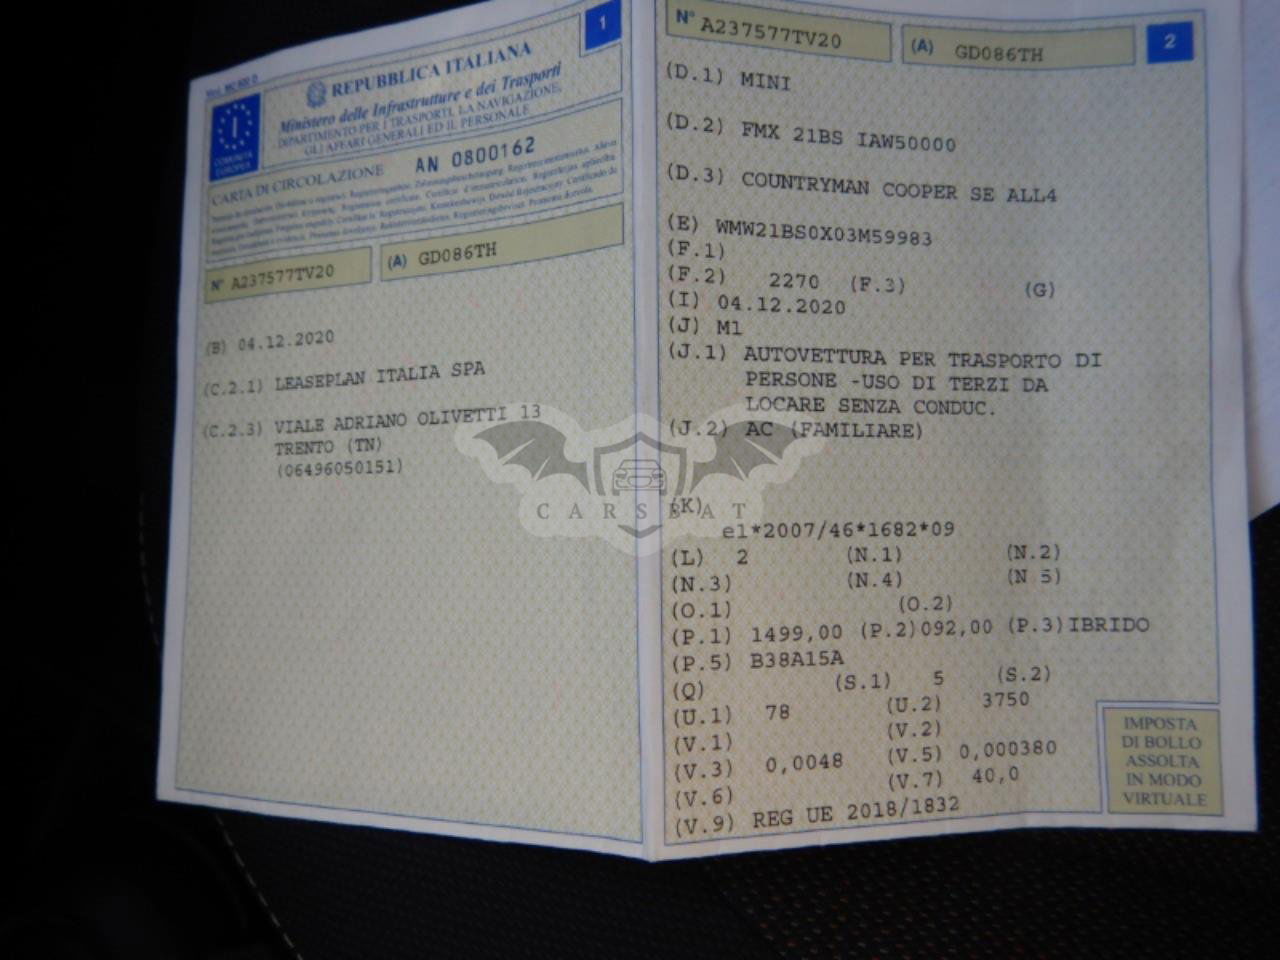 Mod. MC 820 D
1
REPUBBLICA ITALIANA
Ministero delle Infrastrutture e dei Trasporti
DIPARTIMENTO PER I TRASPORTI, LA NAVIGAZIONE,
GLI AFFARI GENERALI ED IL PERSONALE
I
COMUNITÀ
EUROPEA
CARTA DI CIRCOLAZIONE AN 0800162
N° A237577TV20 (A) GD086TH
(B) 04.12.2020
(C.2.1) LEASEPLAN ITALIA SPA
(C.2.3) VIALE ADRIANO OLIVETTI 13
TRENTO (TN)
(06496050151)
N° A237577TV20 (A) GD086TH 2
(D.1) MINI
(D.2) FMX 21BS IAW50000
(D.3) COUNTRYMAN COOPER SE ALL4
(E) WMW21BS0X03M59983
(F.1)
(F.2) 2270 (F.3) (G)
(I) 04.12.2020
(J) M1
(J.1) AUTOVETTURA PER TRASPORTO DI
PERSONE -USO DI TERZI DA
LOCARE SENZA CONDUC.
(J.2) AC (FAMILIARE)
(K)
e1*2007/46*1682*09
(L) 2 (N.1) (N.2)
(N.3) (N.4) (N 5)
(O.1) (O.2)
(P.1) 1499,00 (P.2)092,00 (P.3)IBRIDO
(P.5) B38A15A
(Q) (S.1) 5 (S.2)
(U.1) 78 (U.2) 3750
(V.1) (V.2)
(V.3) 0,0048 (V.5) 0,000380
(V.6) (V.7) 40,0
(V.9) REG UE 2018/1832
IMPOSTA
DI BOLLO
ASSOLTA
IN MODO
VIRTUALE
CARSBAT